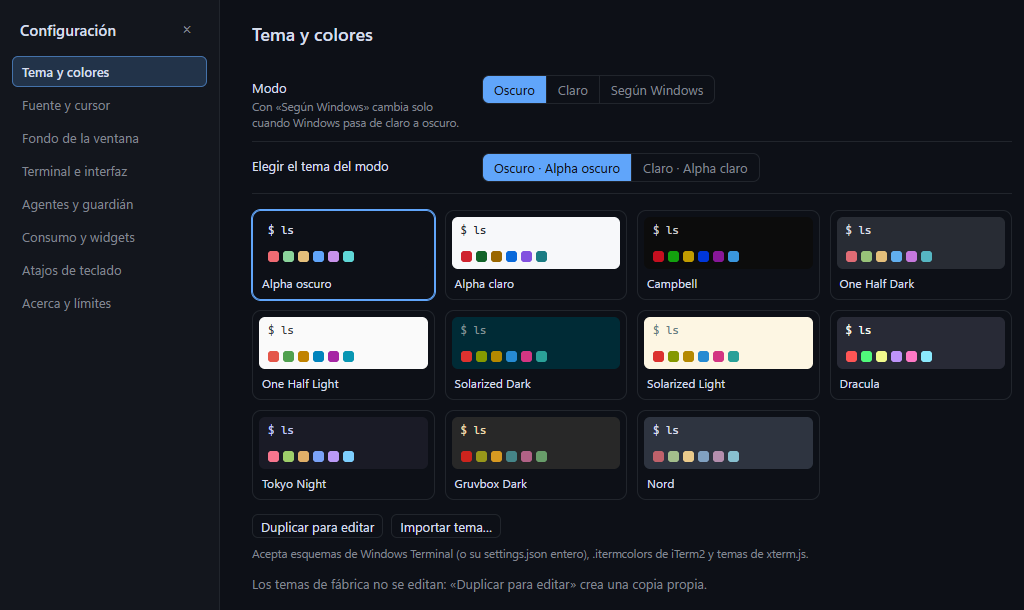 Configuración
×
Tema y colores
Fuente y cursor
Fondo de la ventana
Terminal e interfaz
Agentes y guardián
Consumo y widgets
Atajos de teclado
Acerca y límites
Tema y colores
Modo
Con «Según Windows» cambia solo
cuando Windows pasa de claro a oscuro.
Oscuro Claro Según Windows
Elegir el tema del modo
Oscuro · Alpha oscuro Claro · Alpha claro
$ ls
Alpha oscuro
$ ls
Alpha claro
$ ls
Campbell
$ ls
One Half Dark
$ ls
One Half Light
$ ls
Solarized Dark
$ ls
Solarized Light
$ ls
Dracula
$ ls
Tokyo Night
$ ls
Gruvbox Dark
$ ls
Nord
Duplicar para editar Importar tema...
Acepta esquemas de Windows Terminal (o su settings.json entero), .itermcolors de iTerm2 y temas de xterm.js.
Los temas de fábrica no se editan: «Duplicar para editar» crea una copia propia.